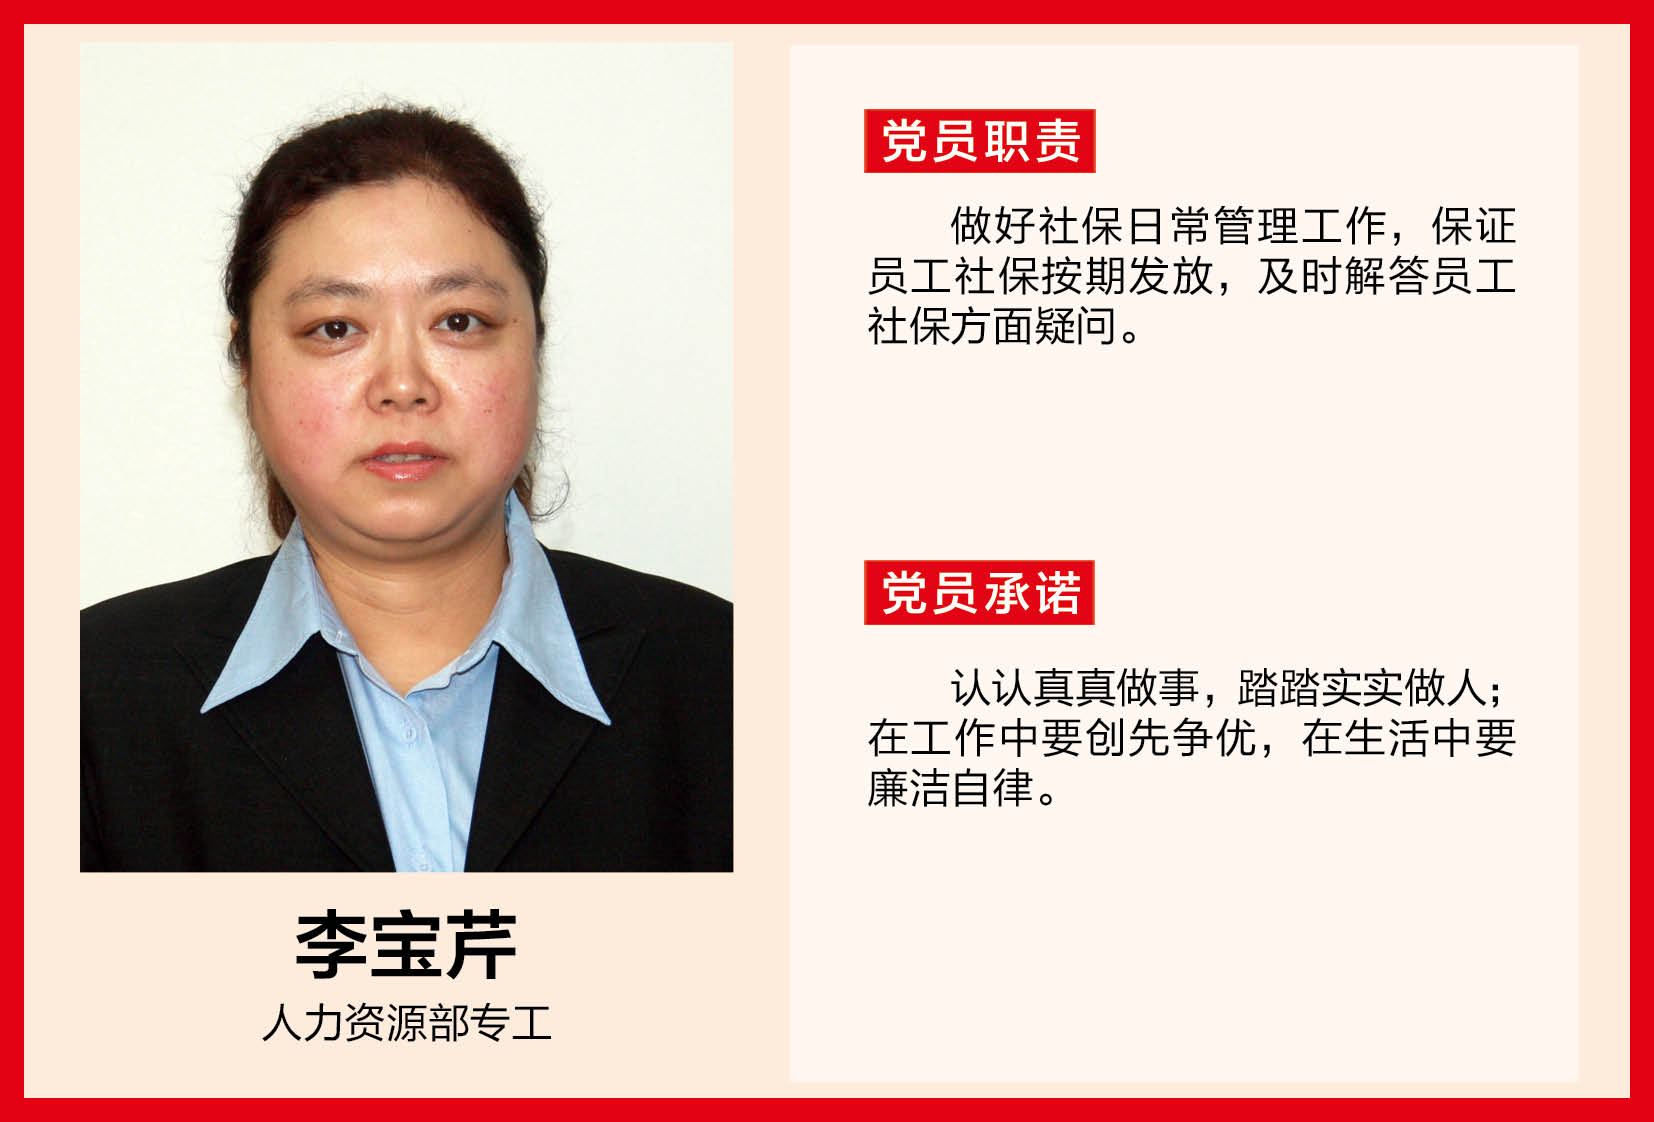 李宝芹
人力资源部专工
党员职责
做好社保日常管理工作，保证
员工社保按期发放，及时解答员工
社保方面疑问。
党员承诺
认认真真做事，踏踏实实做人；
在工作中要创先争优，在生活中要
廉洁自律。